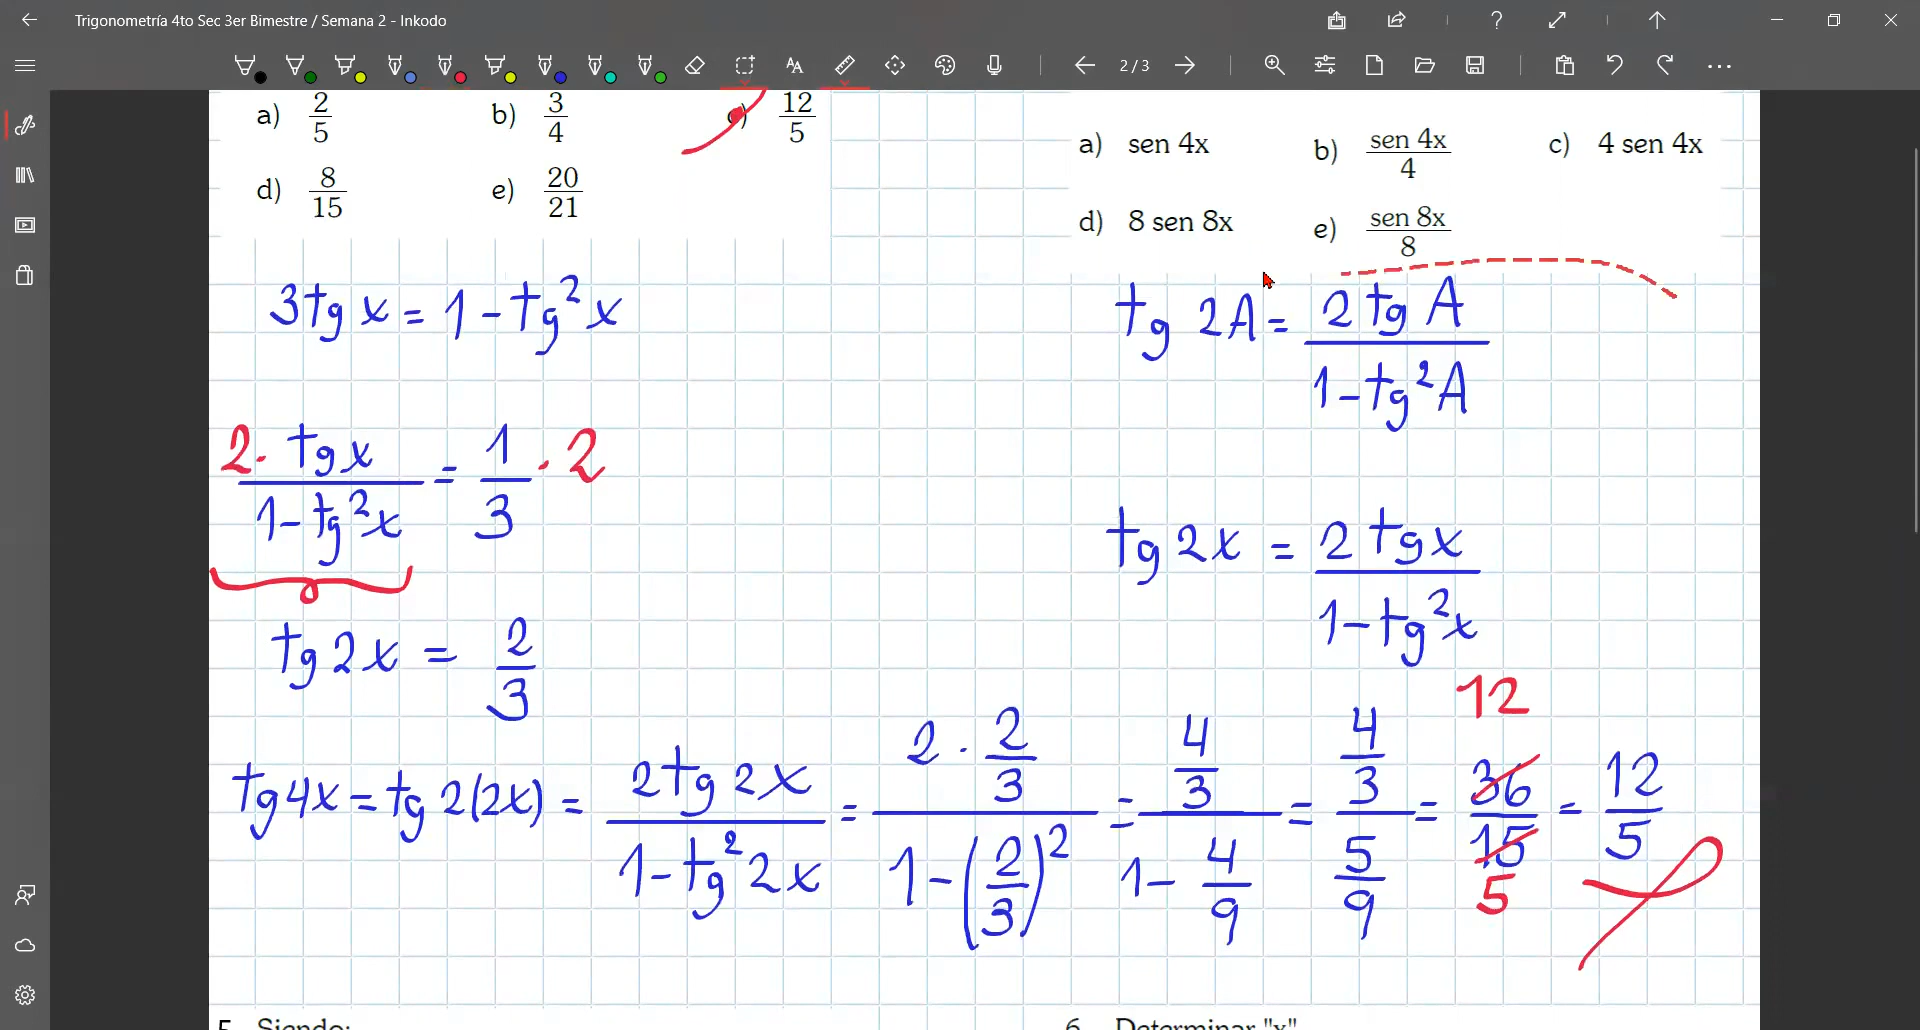 Trigonometría 4to Sec 3er Bimestre / Semana 2 - Inkodo
2 / 3
a) 2/5 b) 3/4 c) 12/5
d) 8/15 e) 20/21
a) sen 4x b) sen 4x/4 c) 4 sen 4x
d) 8 sen 8x e) sen 8x/8
3tg x = 1 - tg²x
2 · tgx/(1 - tg²x) = 1/3 · 2
tg 2x = 2/3
tg 2A = 2 tg A/(1 - tg²A)
tg 2x = 2 tgx/(1 - tg²x)
tg4x = tg 2(2x) = 2tg 2x/(1 - tg²2x) = (2 · 2/3)/(1 - (2/3)²) = (4/3)/(1 - 4/9) = (4/3)/(5/9) = 36/15 = 12/5
12
5
5. Siendo:
6. Determinar "x"